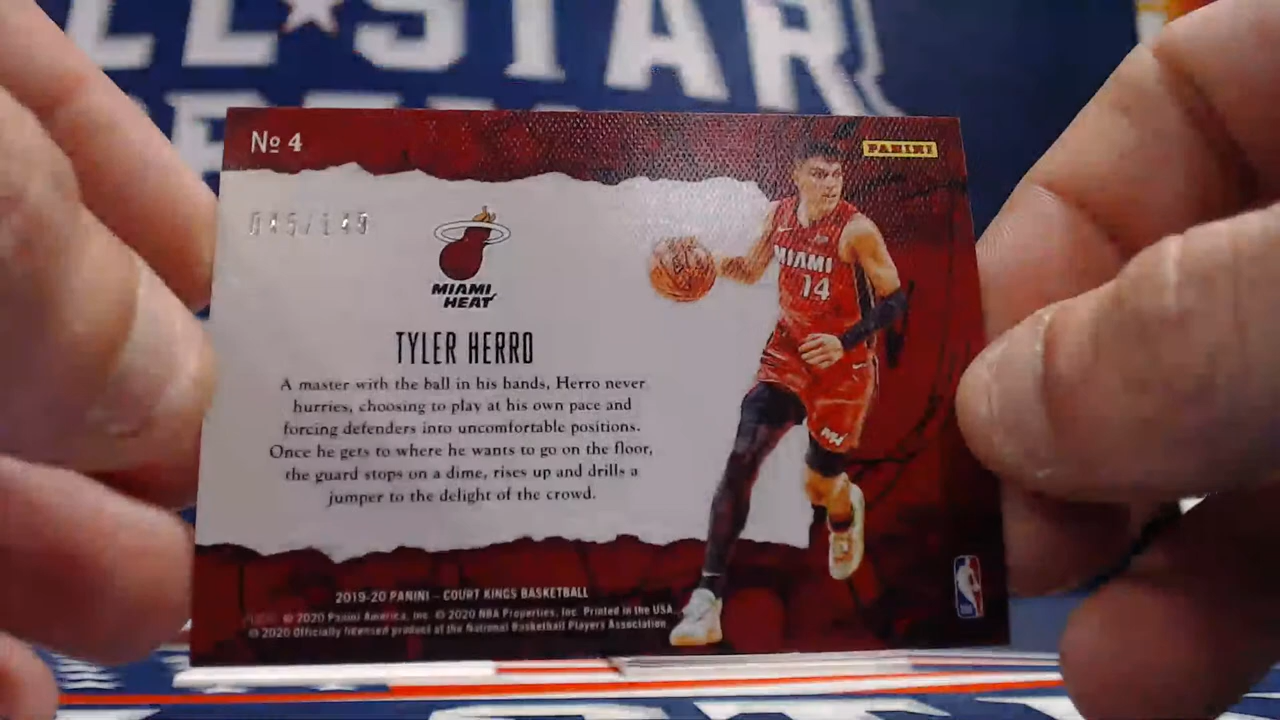 ALL-STAR
No 4
PANINI
045/149
MIAMI
HEAT
TYLER HERRO
MIAMI
14
A master with the ball in his hands, Herro never
hurries, choosing to play at his own pace and
forcing defenders into uncomfortable positions.
Once he gets to where he wants to go on the floor,
the guard stops on a dime, rises up and drills a
jumper to the delight of the crowd.
2019-20 PANINI – COURT KINGS BASKETBALL
© 2020 Panini America, Inc. © 2020 NBA Properties, Inc. Printed in the USA.
© 2020 Officially licensed product of the National Basketball Players Association.